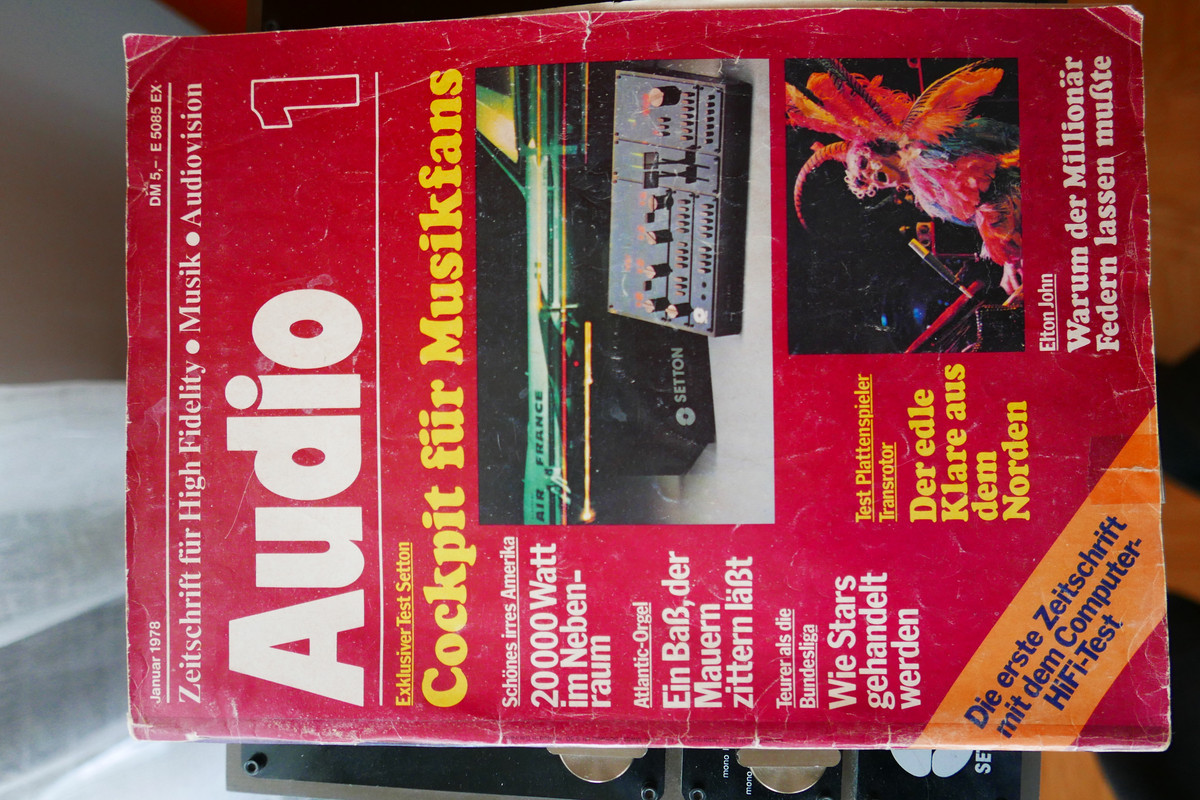 Januar 1978
DM 5,– E 5085 EX
Zeitschrift für High Fidelity ● Musik ● Audiovision
Audio
1
Exklusiver Test Setton
Cockpit für Musikfans
AIR FRANCE
SETTON
Schönes irres Amerika
20000 Watt
im Neben-
raum
Atlantic-Orgel
Ein Baß, der
Mauern
zittern läßt
Teurer als die
Bundesliga
Wie Stars
gehandelt
werden
Test Plattenspieler
Transrotor
Der edle
Klare aus
dem
Norden
Elton John
Warum der Millionär
Federn lassen mußte
Die erste Zeitschrift
mit dem Computer-
HiFi-Test
mono
mono